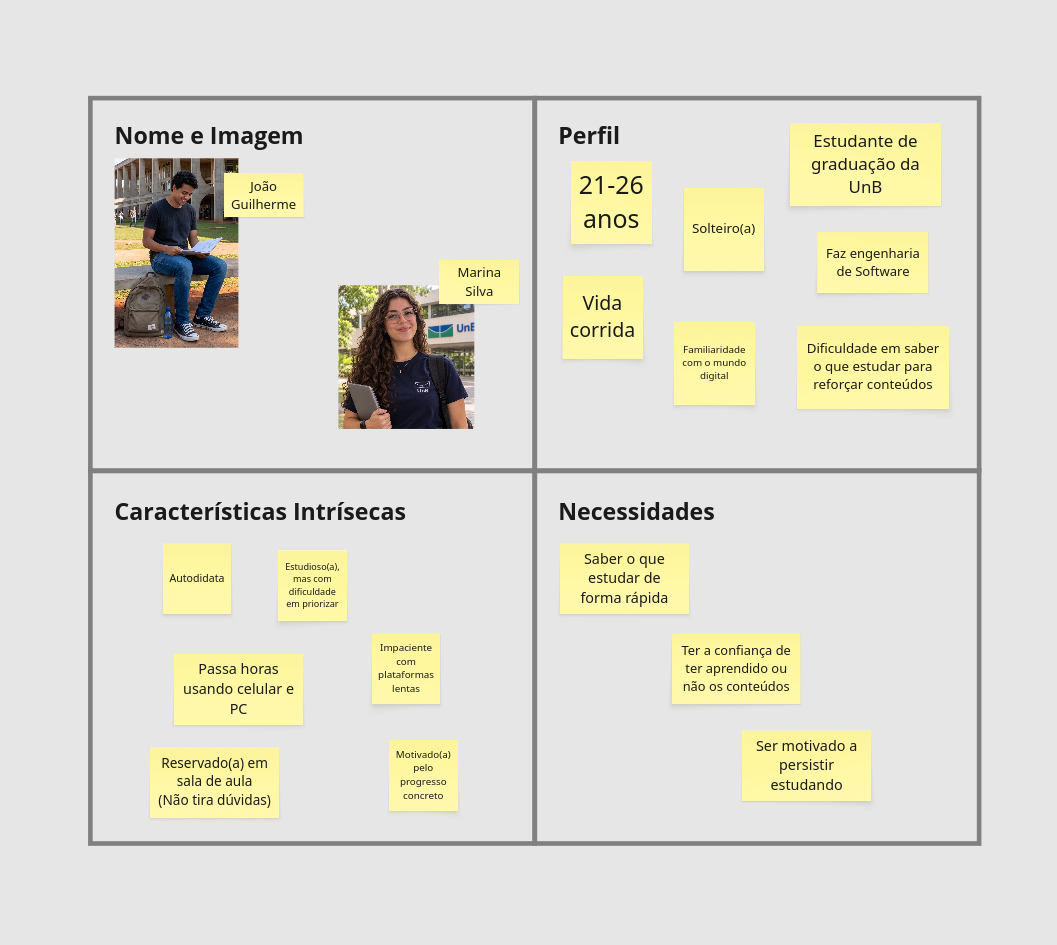 Nome e Imagem
João
Guilherme
Marina
Silva
UnB
UnB
Perfil
21-26
anos
Solteiro(a)
Estudante de
graduação da
UnB
Faz engenharia
de Software
Vida
corrida
Familiaridade
com o mundo
digital
Dificuldade em saber
o que estudar para
reforçar conteúdos
Características Intrísecas
Autodidata
Estudioso(a),
mas com
dificuldade
em priorizar
Impaciente
com
plataformas
lentas
Passa horas
usando celular e
PC
Reservado(a) em
sala de aula
(Não tira dúvidas)
Motivado(a)
pelo
progresso
concreto
Necessidades
Saber o que
estudar de
forma rápida
Ter a confiança de
ter aprendido ou
não os conteúdos
Ser motivado a
persistir
estudando